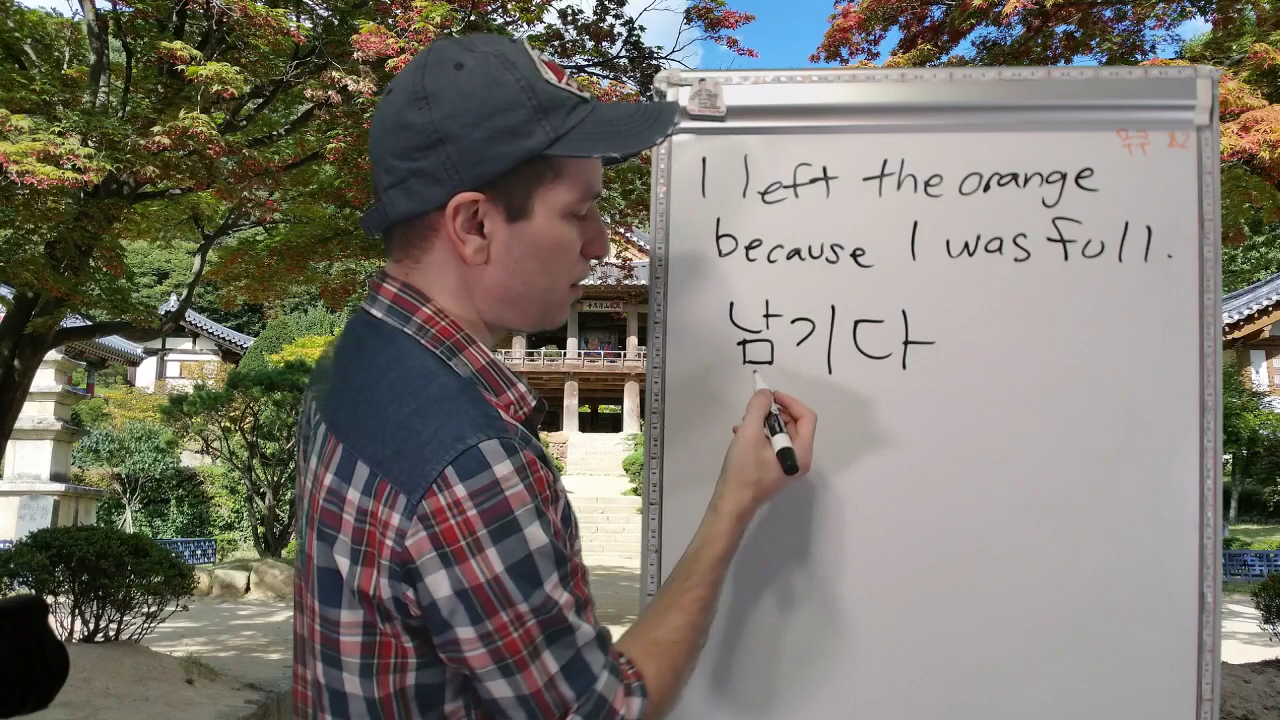 I left the orange
because I was full.
남기다